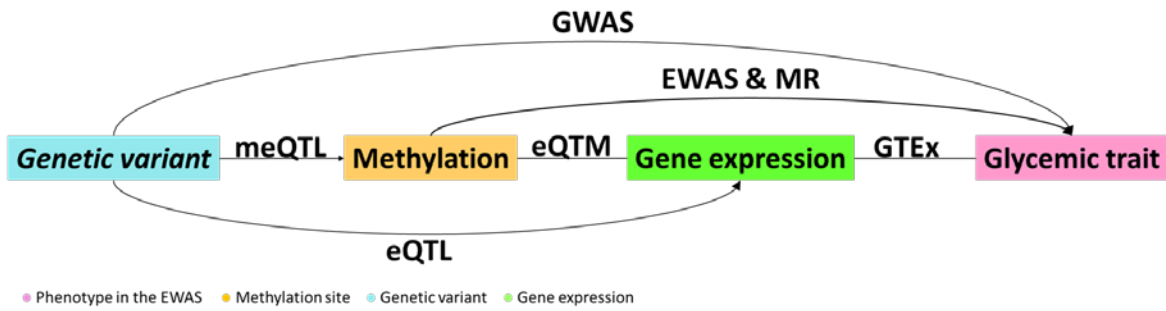 GWAS
EWAS & MR
Genetic variant meQTL Methylation eQTM Gene expression GTEx Glycemic trait
eQTL
Phenotype in the EWAS Methylation site Genetic variant Gene expression